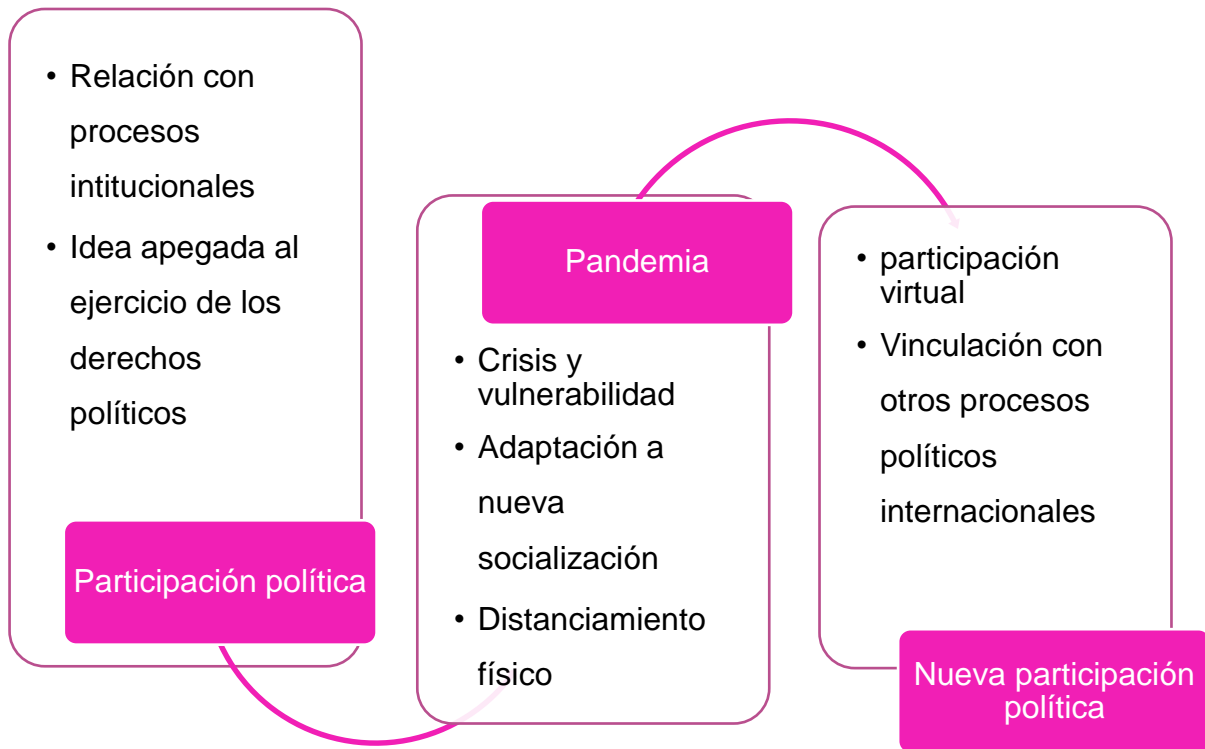 • Relación con
procesos
intitucionales
• Idea apegada al
ejercicio de los
derechos
políticos
Participación política
Pandemia
• Crisis y
vulnerabilidad
• Adaptación a
nueva
socialización
• Distanciamiento
físico
• participación
virtual
• Vinculación con
otros procesos
políticos
internacionales
Nueva participación
política